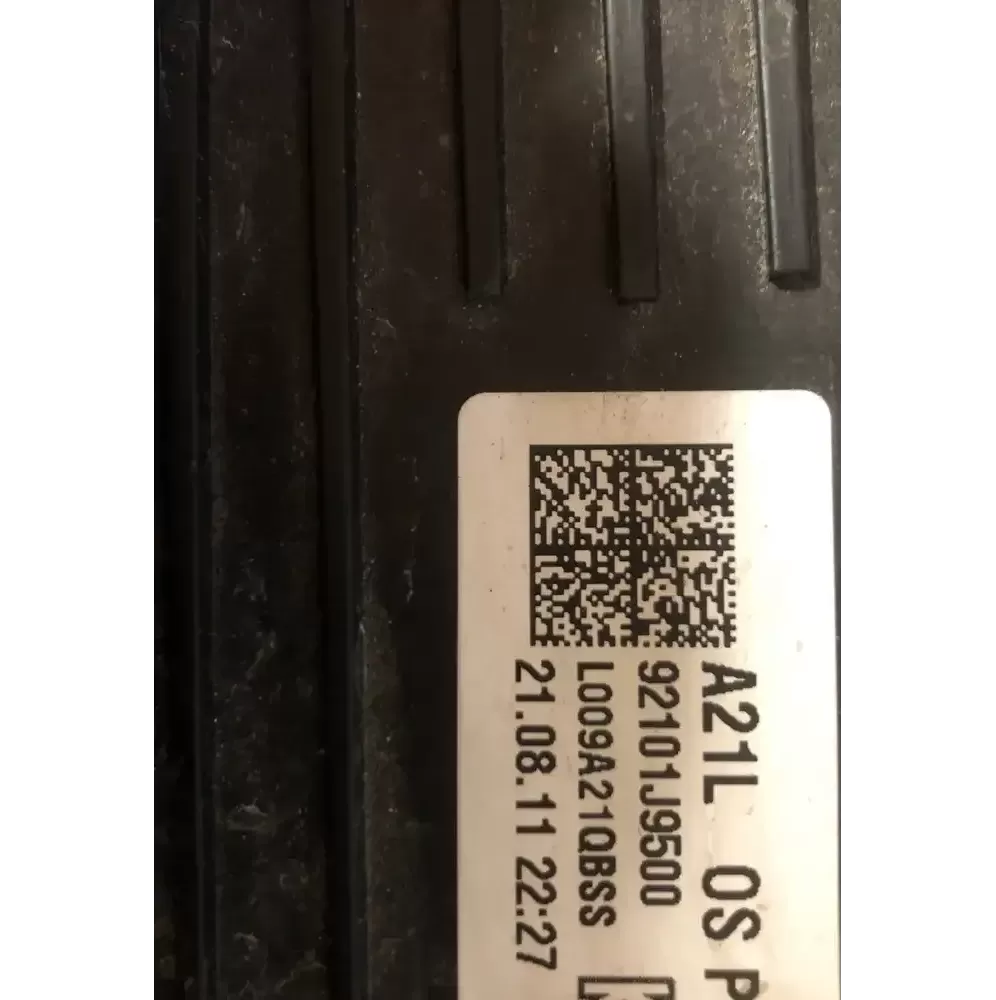 A21L OS P
92101J9500
L009A21QBSS
21.08.11 22:27